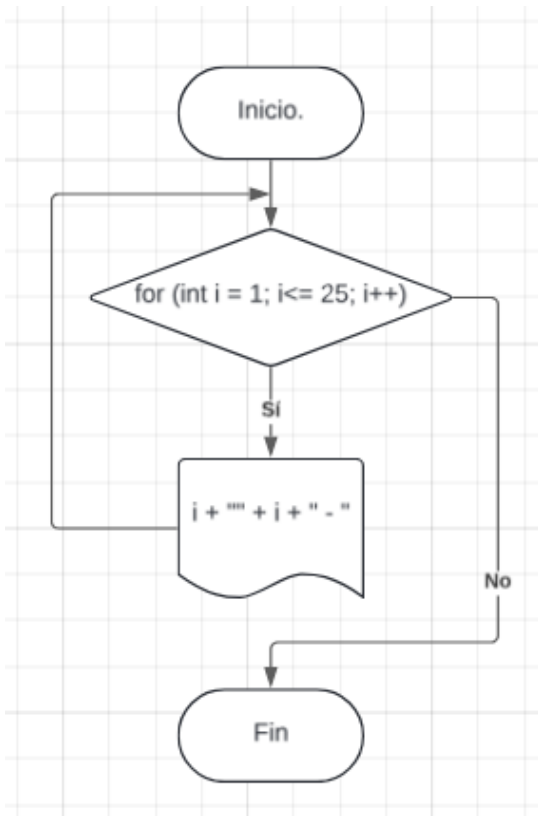 Inicio.
for (int i = 1; i<= 25; i++)
Sí
i + "" + i + " - "
No
Fin